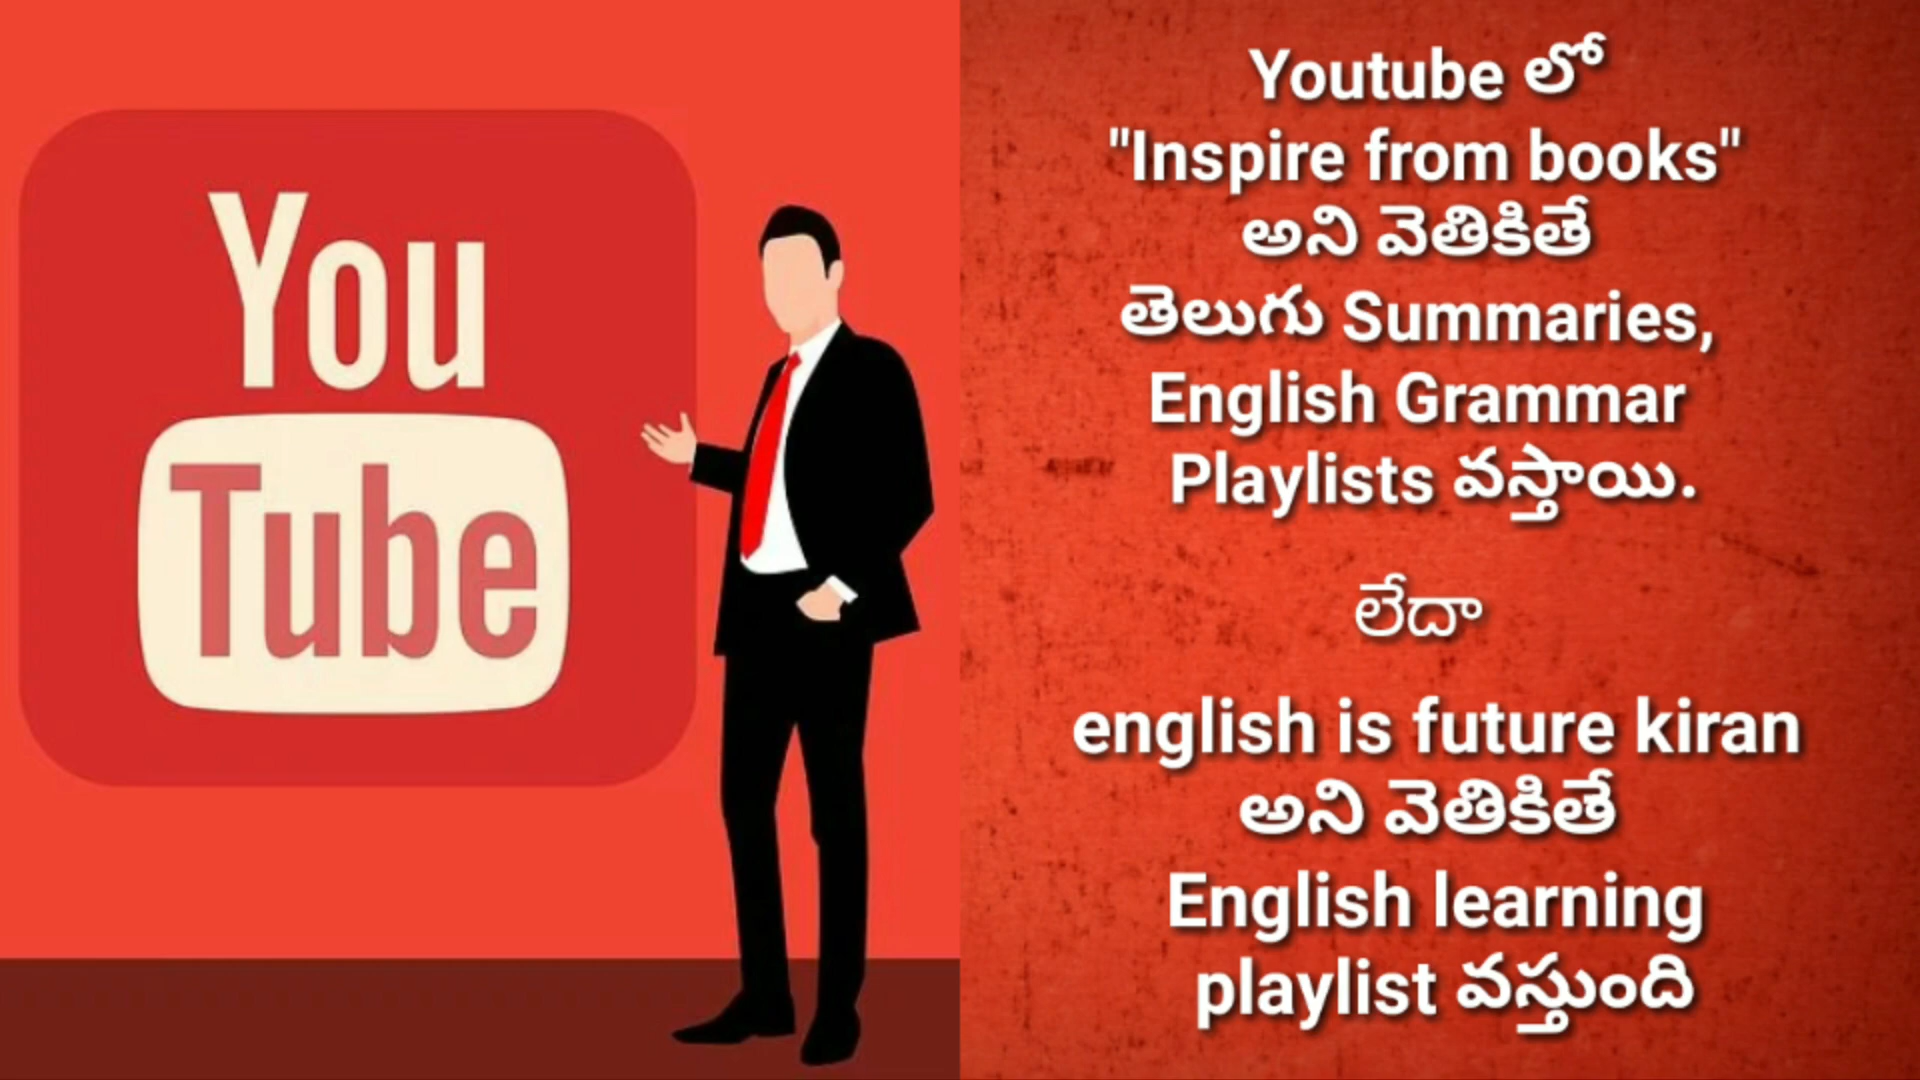 You
Tube
Youtube లో
"Inspire from books"
అని వెతికితే
తెలుగు Summaries,
English Grammar
Playlists వస్తాయి.
లేదా
english is future kiran
అని వెతికితే
English learning
playlist వస్తుంది